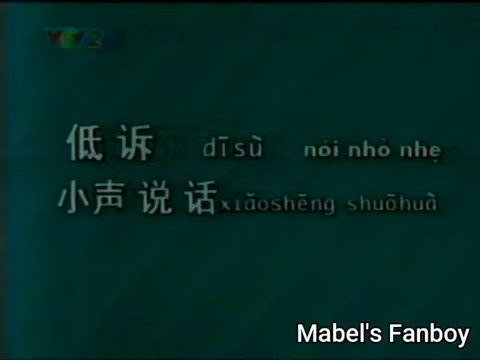 VTV2
低诉 dīsù nói nhỏ nhẹ
小声说话 xiǎoshēng shuōhuà
Mabel's Fanboy